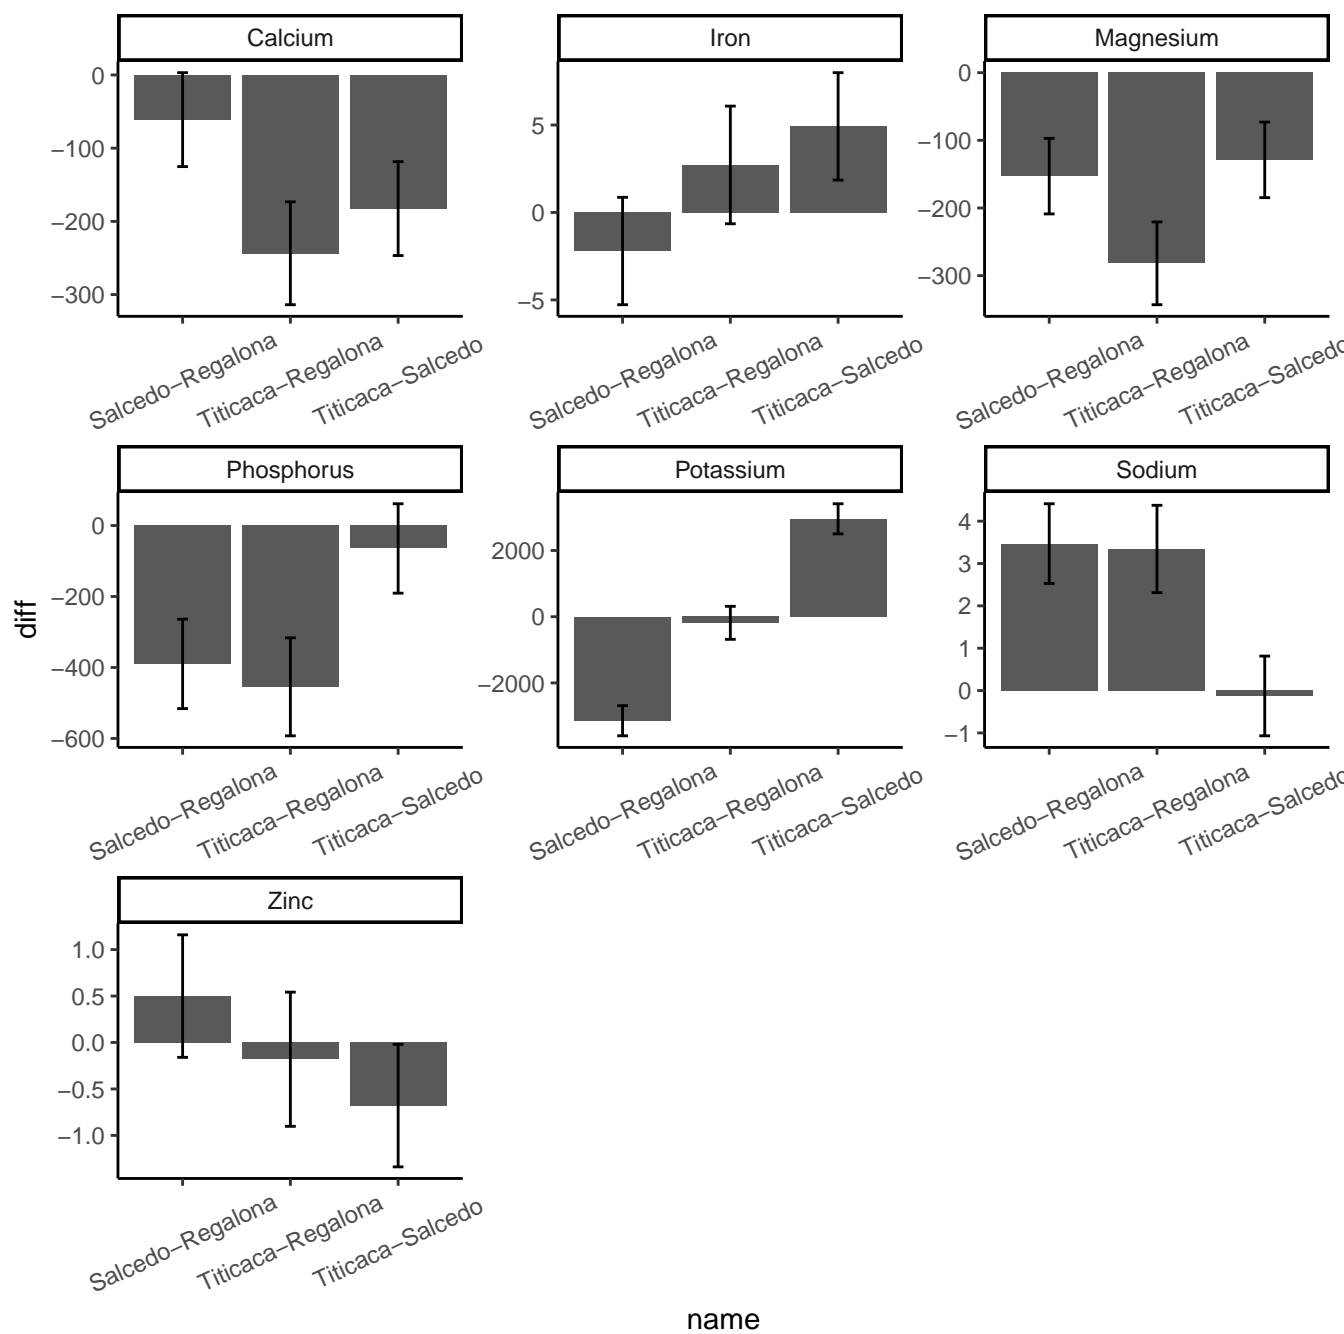 Calcium
Iron
Magnesium
0
−100
−200
−300
5
0
−5
0
−100
−200
−300
Salcedo−Regalona
Titicaca−Regalona
Titicaca−Salcedo
Salcedo−Regalona
Titicaca−Regalona
Titicaca−Salcedo
Salcedo−Regalona
Titicaca−Regalona
Titicaca−Salcedo
Phosphorus
Potassium
Sodium
diff
0
−200
−400
−600
2000
0
−2000
4
3
2
1
0
−1
Salcedo−Regalona
Titicaca−Regalona
Titicaca−Salcedo
Salcedo−Regalona
Titicaca−Regalona
Titicaca−Salcedo
Salcedo−Regalona
Titicaca−Regalona
Titicaca−Salcedo
Zinc
1.0
0.5
0.0
−0.5
−1.0
Salcedo−Regalona
Titicaca−Regalona
Titicaca−Salcedo
name